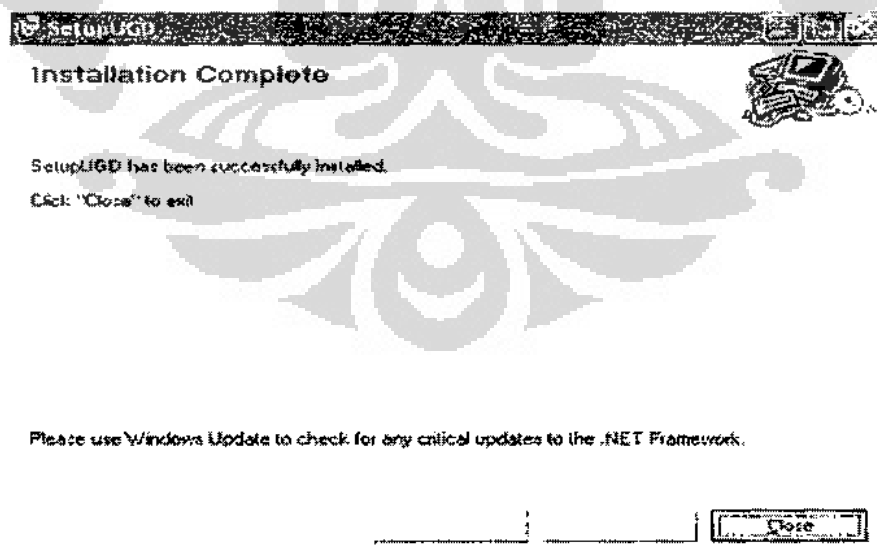 SetupUGD
Installation Complete
SetupUGD has been successfully installed.
Click "Close" to exit
Please use Windows Update to check for any critical updates to the .NET Framework.
Close